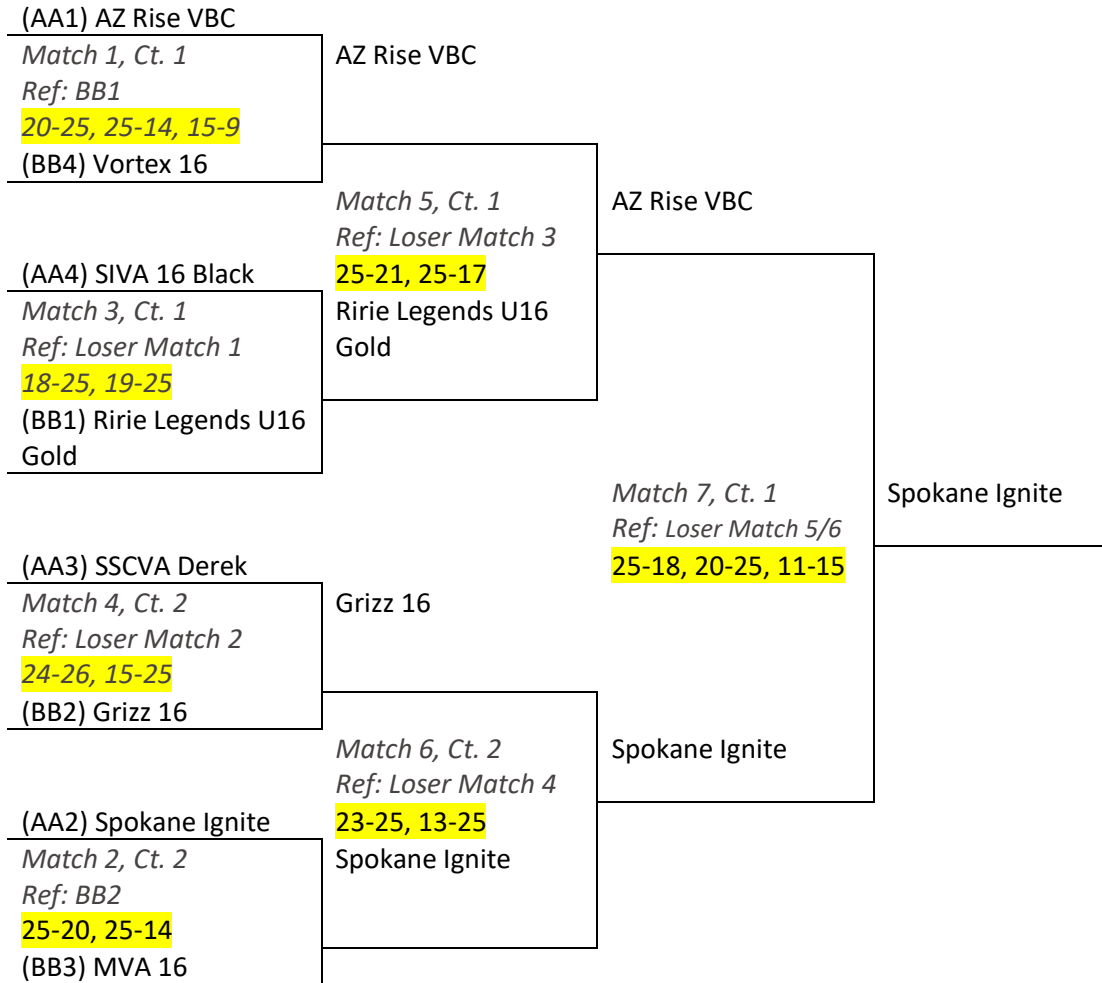 (AA1) AZ Rise VBC
Match 1, Ct. 1
Ref: BB1
20-25, 25-14, 15-9
(BB4) Vortex 16
AZ Rise VBC
(AA4) SIVA 16 Black
Match 3, Ct. 1
Ref: Loser Match 1
18-25, 19-25
(BB1) Ririe Legends U16
Gold
Match 5, Ct. 1
Ref: Loser Match 3
25-21, 25-17
Ririe Legends U16
Gold
AZ Rise VBC
(AA3) SSCVA Derek
Match 4, Ct. 2
Ref: Loser Match 2
24-26, 15-25
(BB2) Grizz 16
Grizz 16
(AA2) Spokane Ignite
Match 2, Ct. 2
Ref: BB2
25-20, 25-14
(BB3) MVA 16
Match 6, Ct. 2
Ref: Loser Match 4
23-25, 13-25
Spokane Ignite
Spokane Ignite
Match 7, Ct. 1
Ref: Loser Match 5/6
25-18, 20-25, 11-15
Spokane Ignite